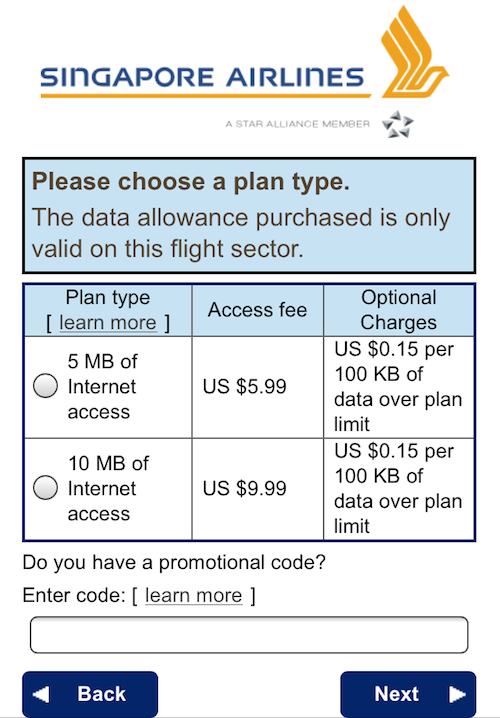 SINGAPORE AIRLINES
A STAR ALLIANCE MEMBER
Please choose a plan type.
The data allowance purchased is only
valid on this flight sector.
Plan type
[ learn more ]
Access fee
Optional
Charges
5 MB of
Internet
access
US $5.99
US $0.15 per
100 KB of
data over plan
limit
10 MB of
Internet
access
US $9.99
US $0.15 per
100 KB of
data over plan
limit
Do you have a promotional code?
Enter code: [ learn more ]
Back
Next